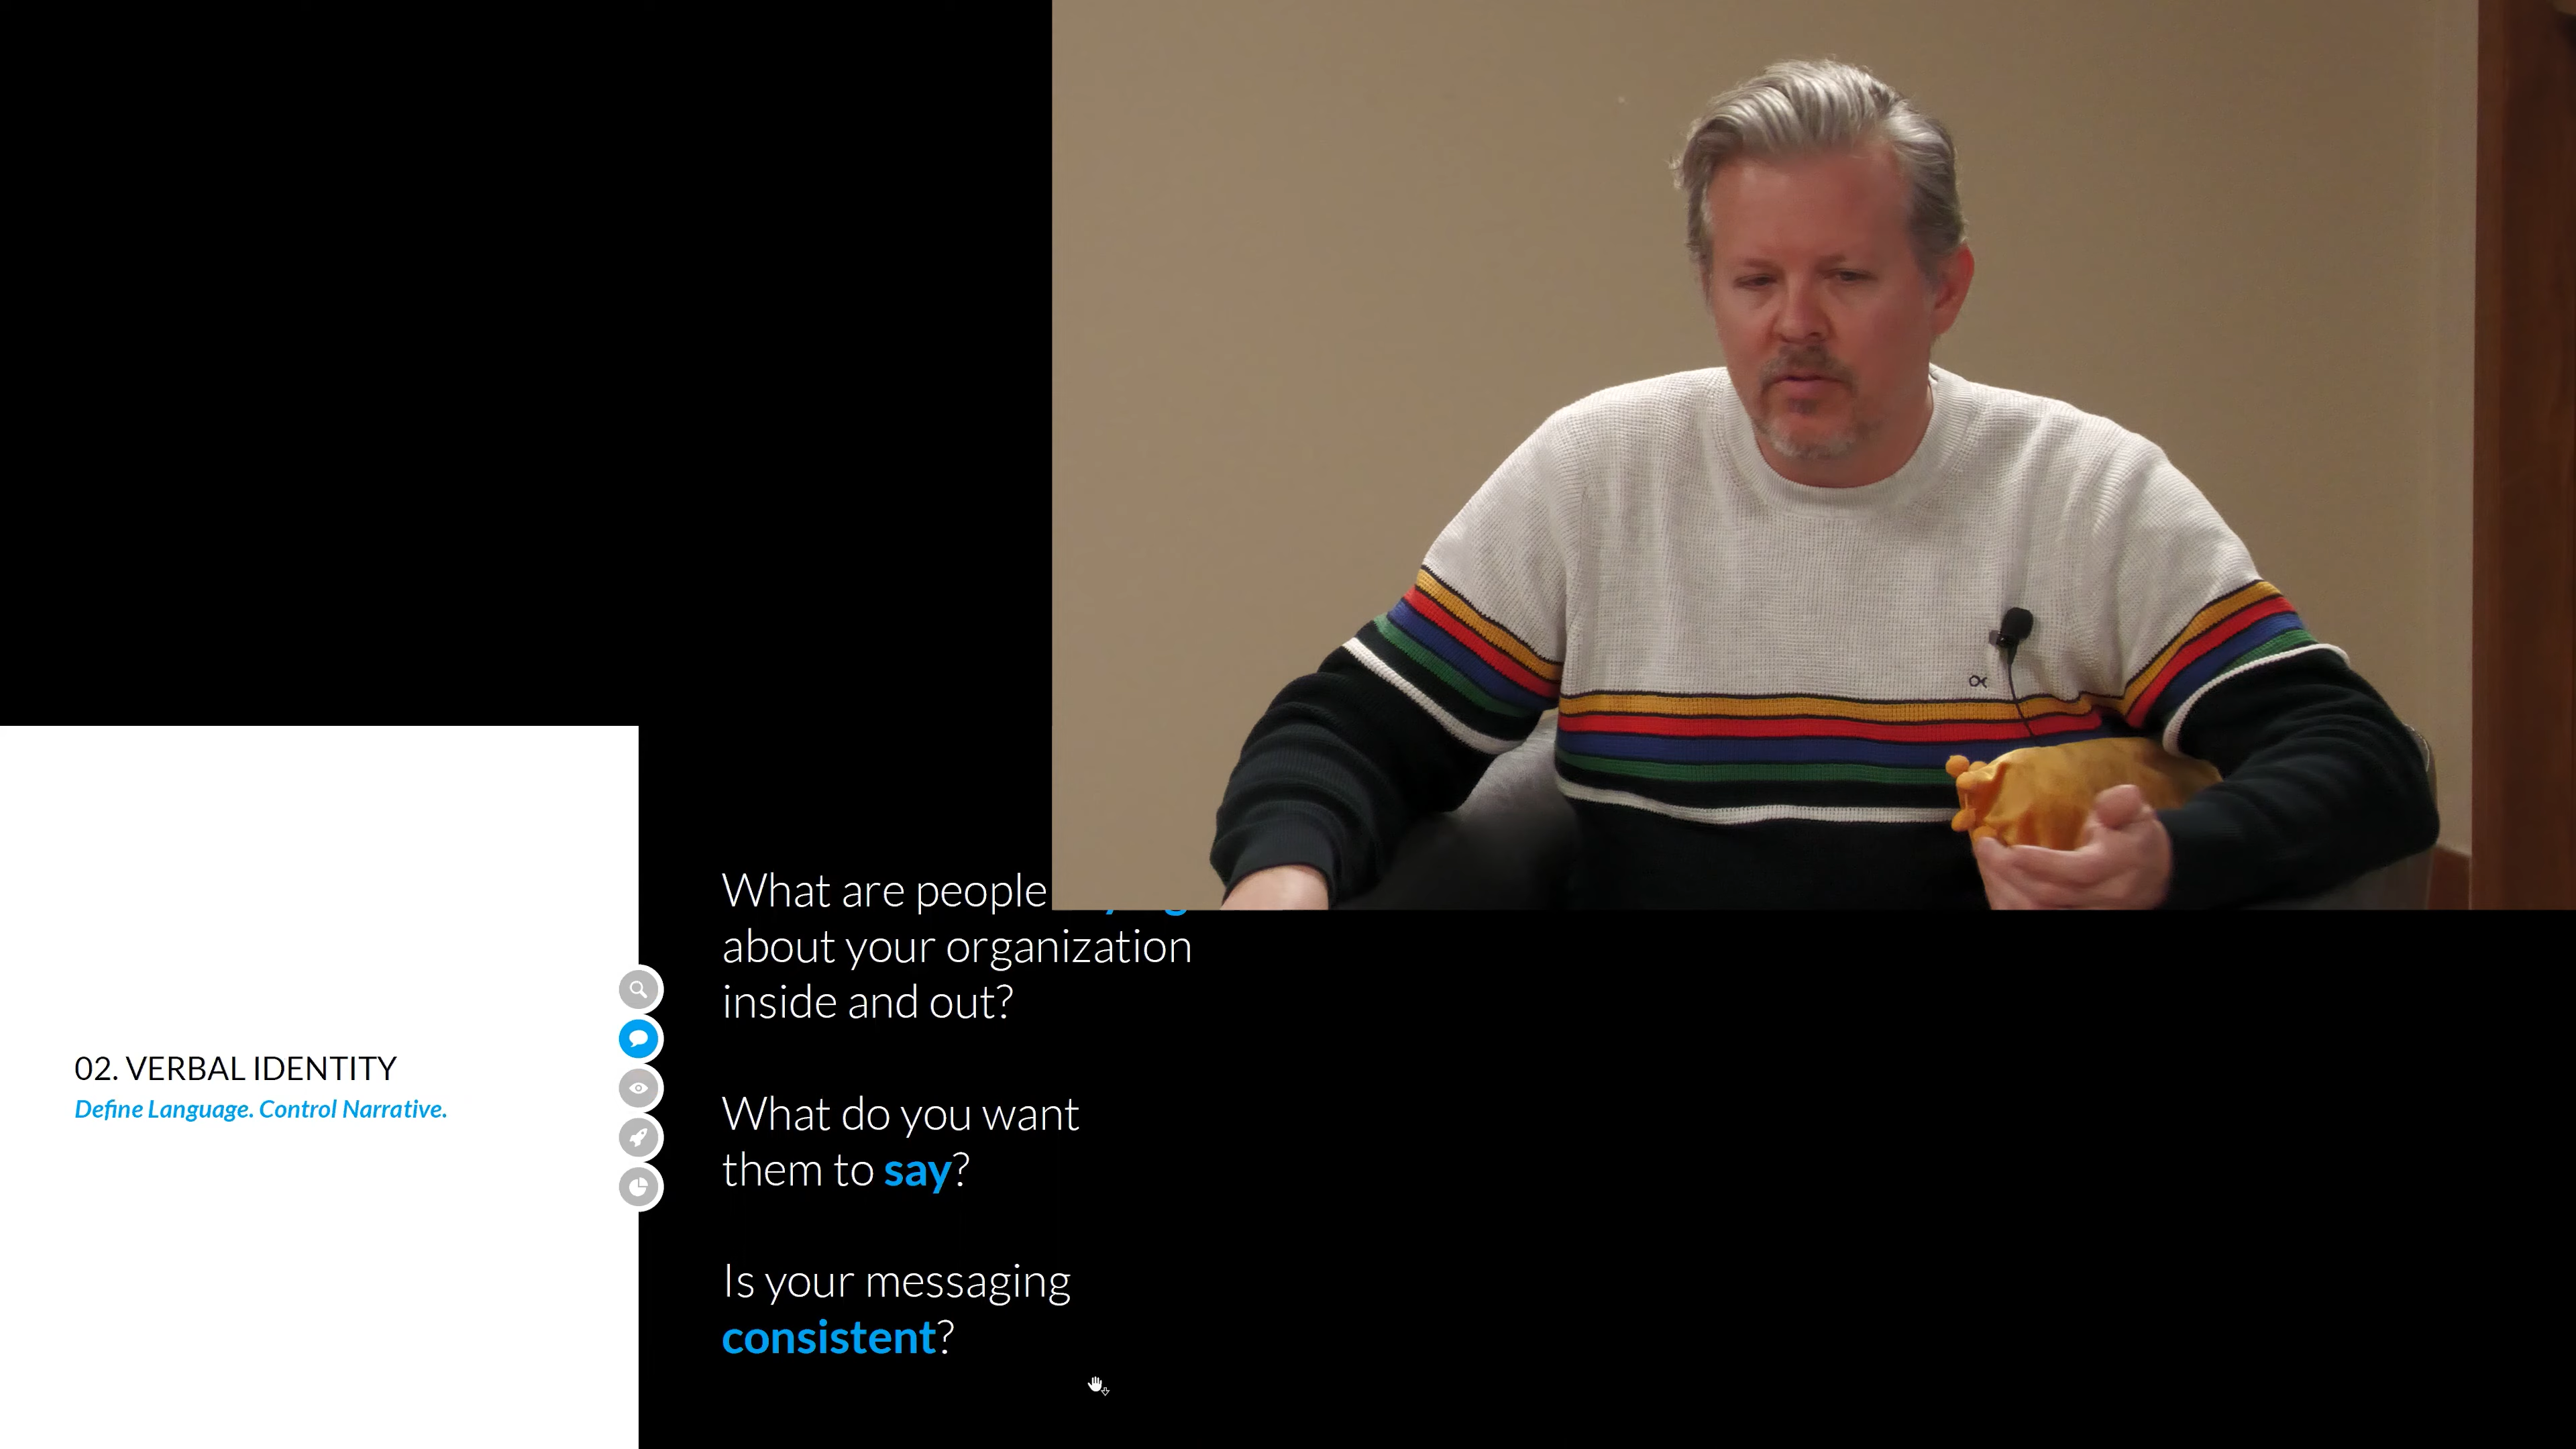 What are people
about your organization
inside and out?
02. VERBAL IDENTITY
Define Language. Control Narrative.
What do you want
them to say?
Is your messaging
consistent?